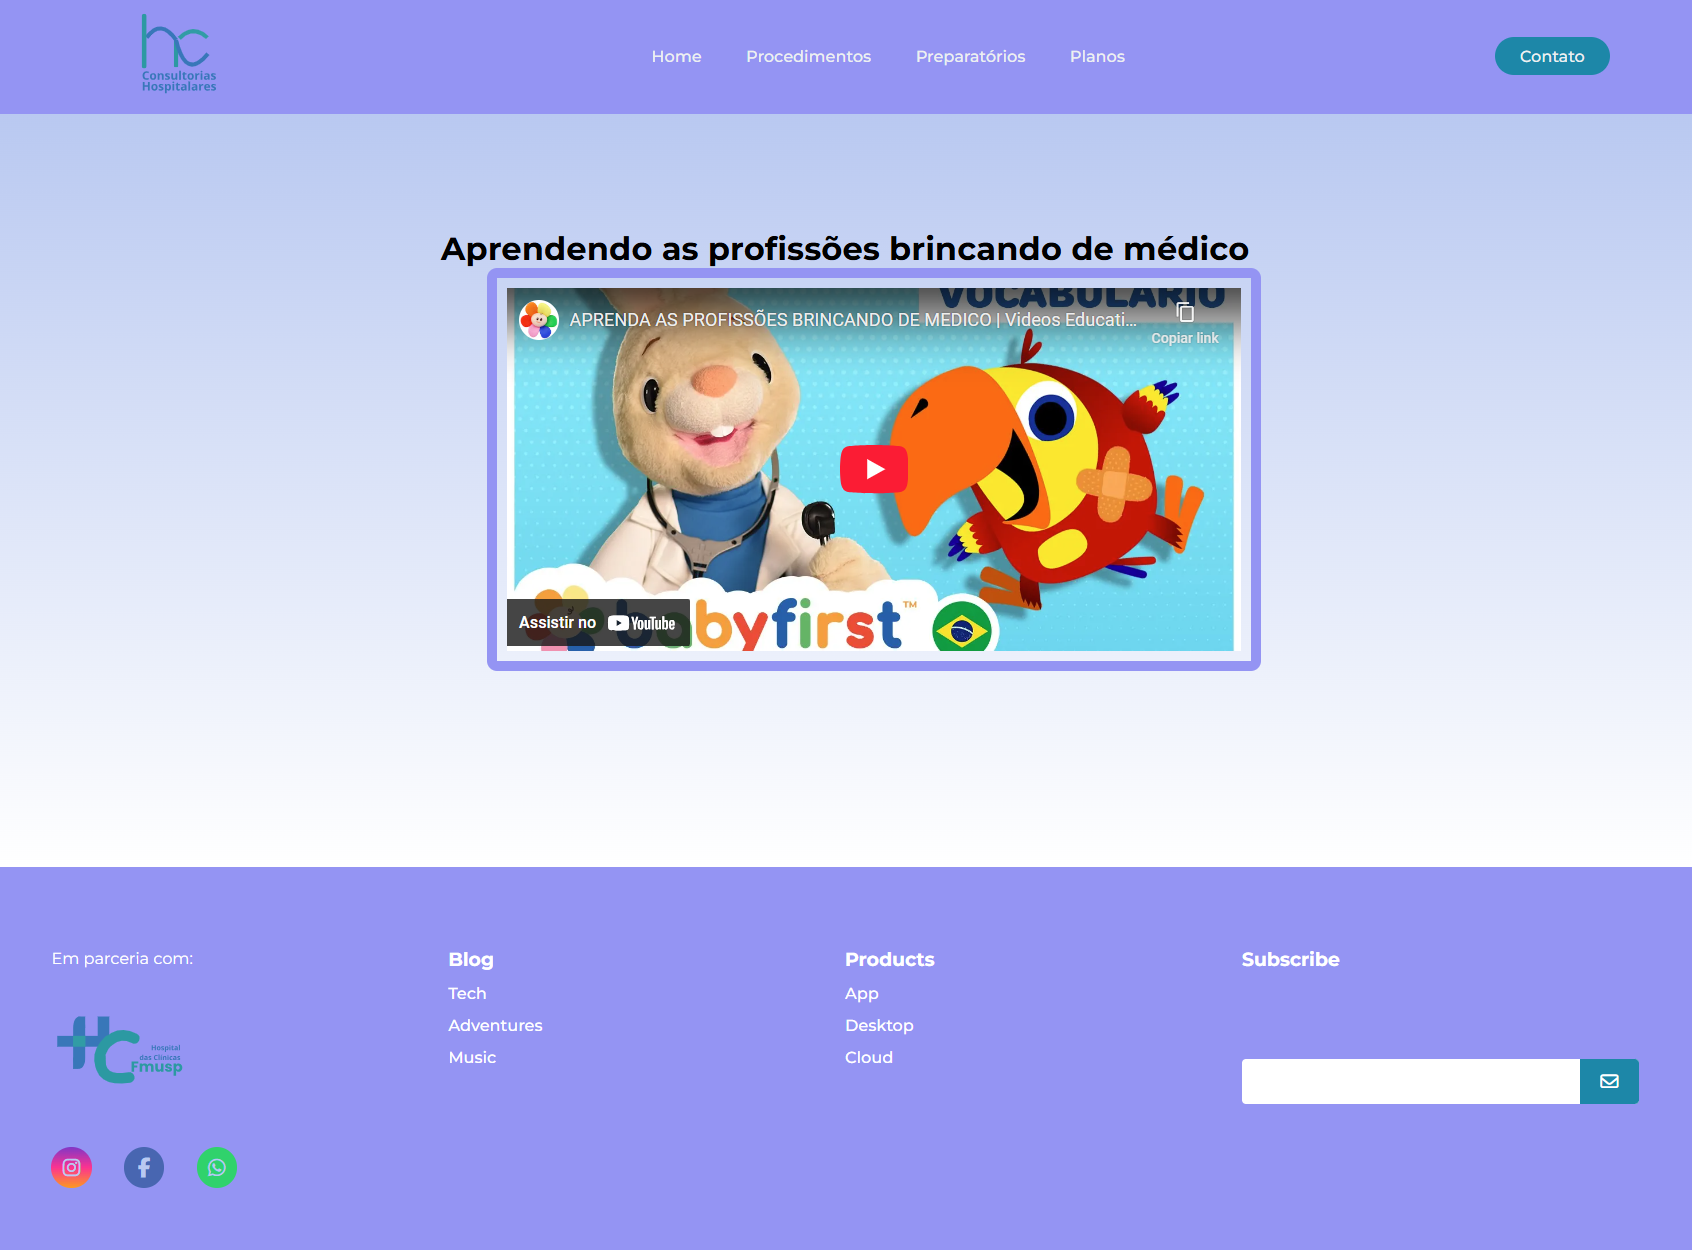 Consultorias
Hospitalares
Home
Procedimentos
Preparatórios
Planos
Contato
Aprendendo as profissões brincando de médico
VOCABULÁRIO
APRENDA AS PROFISSÕES BRINCANDO DE MEDICO | Videos Educati...
Copiar link
babyfirst™
Assistir no YouTube
Em parceria com:
HC
Hospital
das Clínicas
Fmusp
Blog
Tech
Adventures
Music
Products
App
Desktop
Cloud
Subscribe